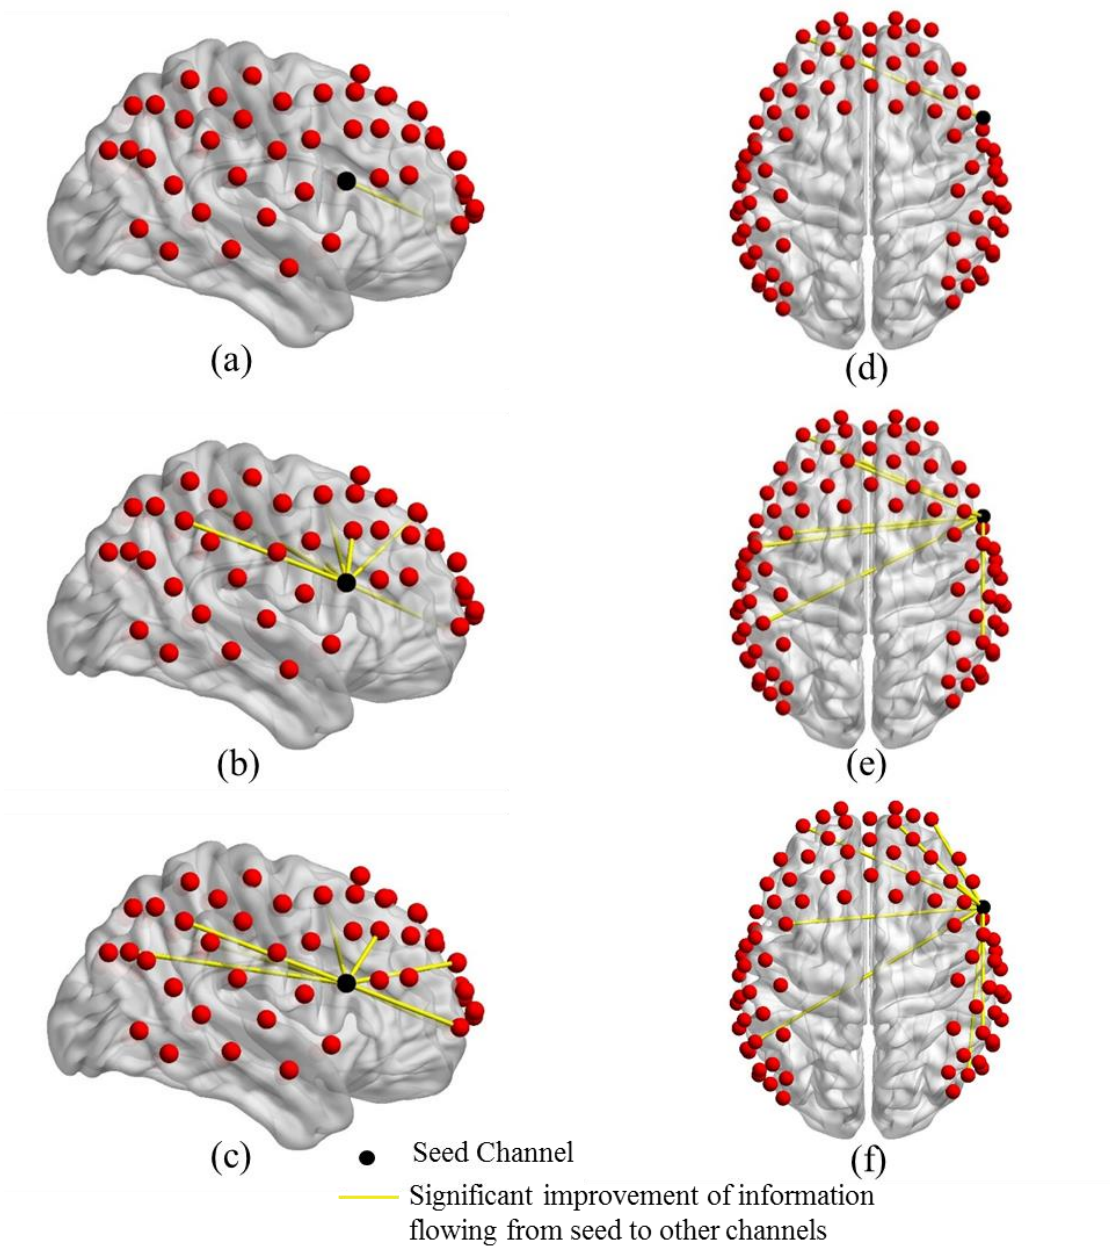 (a)
(d)
(b)
(e)
(c)
(f)
Seed Channel
Significant improvement of information
flowing from seed to other channels